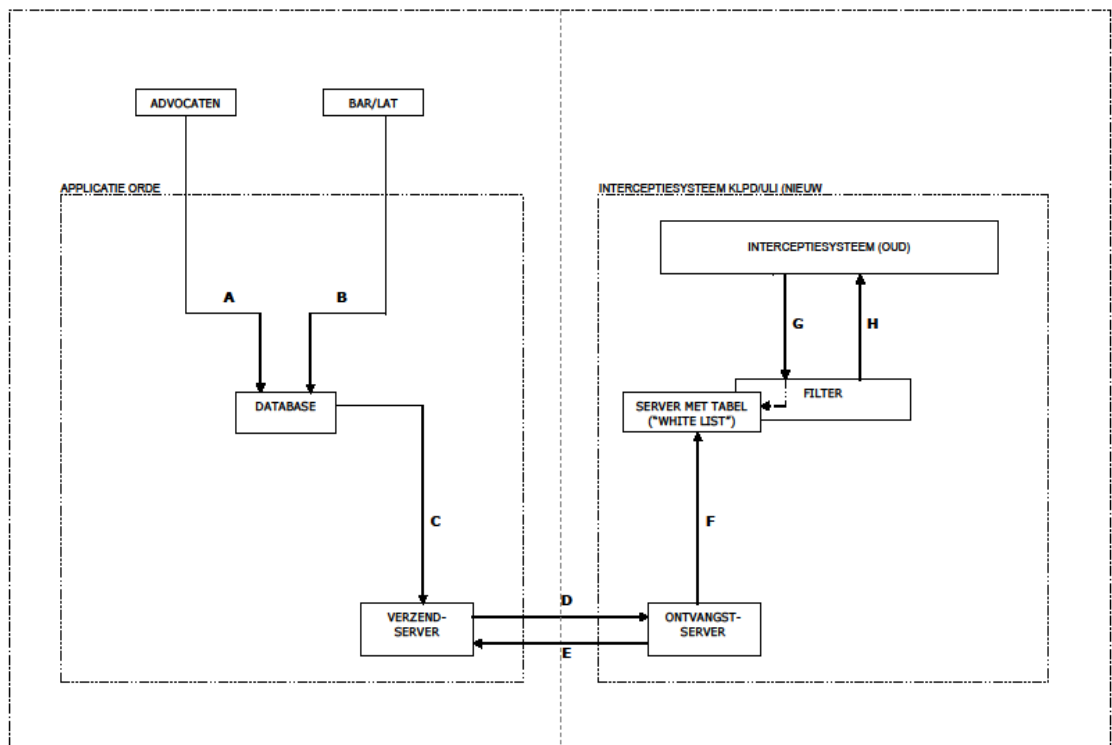 ADVOCATEN
BAR/LAT
APPLICATIE ORDE
INTERCEPTIESYSTEEM KLPD/ULI (NIEUW
INTERCEPTIESYSTEEM (OUD)
A
B
G
H
DATABASE
FILTER
SERVER MET TABEL
("WHITE LIST")
C
F
D
VERZEND-
SERVER
ONTVANGST-
SERVER
E